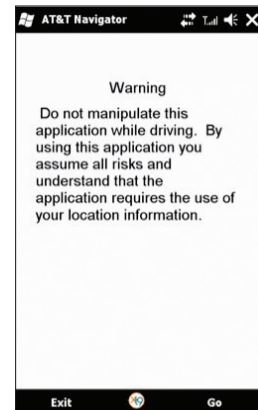 AT&T Navigator
Warning
Do not manipulate this
application while driving. By
using this application you
assume all risks and
understand that the
application requires the use of
your location information.
Exit
Go